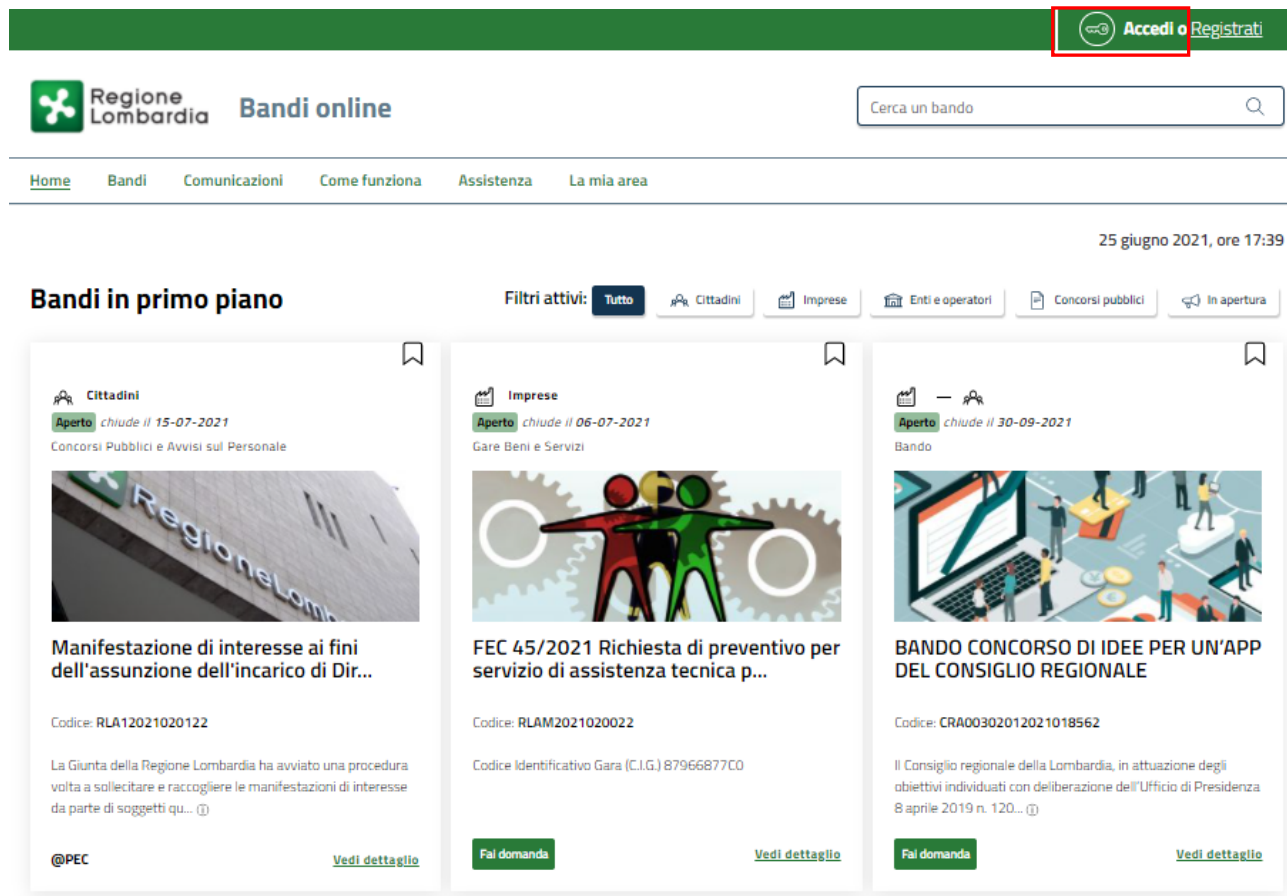 Accedi o Registrati
Regione
Lombardia
Bandi online
Cerca un bando
Home Bandi Comunicazioni Come funziona Assistenza La mia area
25 giugno 2021, ore 17:39
Bandi in primo piano
Filtri attivi: Tutto Cittadini Imprese Enti e operatori Concorsi pubblici In apertura
Cittadini
Aperto chiude il 15-07-2021
Concorsi Pubblici e Avvisi sul Personale
RegioneLom
Manifestazione di interesse ai fini
dell'assunzione dell'incarico di Dir...
Codice: RLA12021020122
La Giunta della Regione Lombardia ha avviato una procedura
volta a sollecitare e raccogliere le manifestazioni di interesse
da parte di soggetti qu...
@PEC Vedi dettaglio
Imprese
Aperto chiude il 06-07-2021
Gare Beni e Servizi
FEC 45/2021 Richiesta di preventivo per
servizio di assistenza tecnica p...
Codice: RLAM2021020022
Codice Identificativo Gara (C.I.G.) 87966877C0
Fai domanda Vedi dettaglio
Aperto chiude il 30-09-2021
Bando
BANDO CONCORSO DI IDEE PER UN'APP
DEL CONSIGLIO REGIONALE
Codice: CRA00302012021018562
Il Consiglio regionale della Lombardia, in attuazione degli
obiettivi individuati con deliberazione dell'Ufficio di Presidenza
8 aprile 2019 n. 120...
Fai domanda Vedi dettaglio